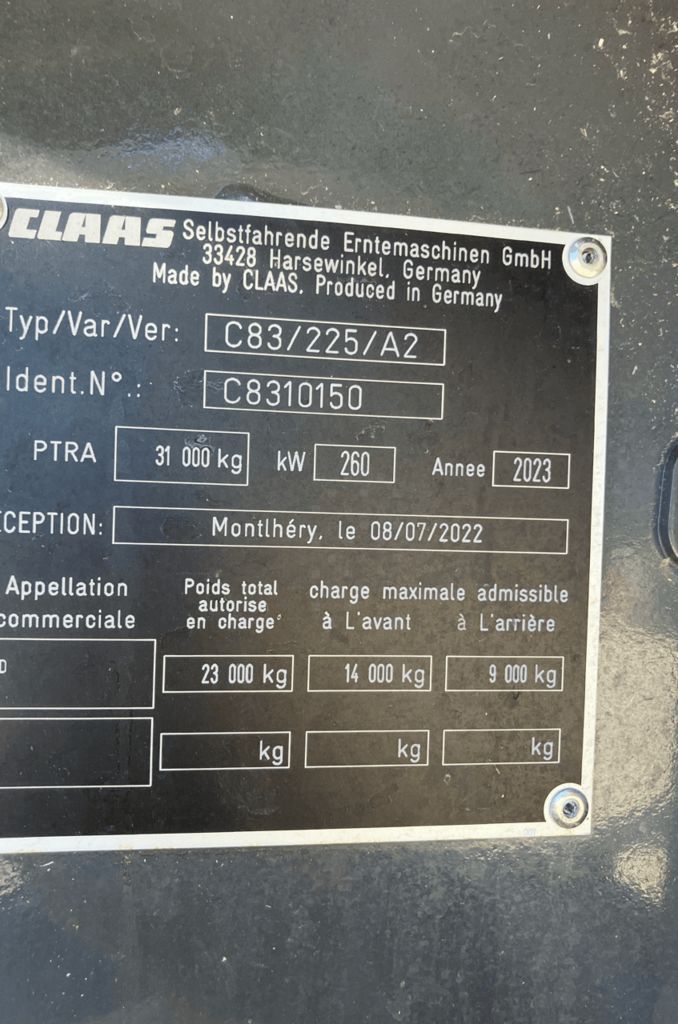 CLAAS Selbstfahrende Erntemaschinen GmbH
33428 Harsewinkel, Germany
Made by CLAAS, Produced in Germany
Typ/Var/Ver: C83/225/A2
Ident.N°.: C8310150
PTRA 31 000 kg kW 260 Annee 2023
CEPTION: Montlhéry, le 08/07/2022
Appellation commerciale
Poids total autorise en charge
charge maximale admissible
à L'avant à L'arrière
D 23 000 kg 14 000 kg 9 000 kg
kg kg kg